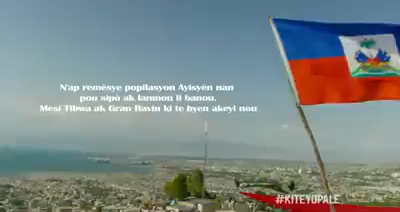 N'ap remèsye popilasyon Ayisyèn nan
pou sipò ak lanmou li banou.
Mèsi Tibwa ak Gran Ravin ki te byen akeyi nou
#KITEYOPALE